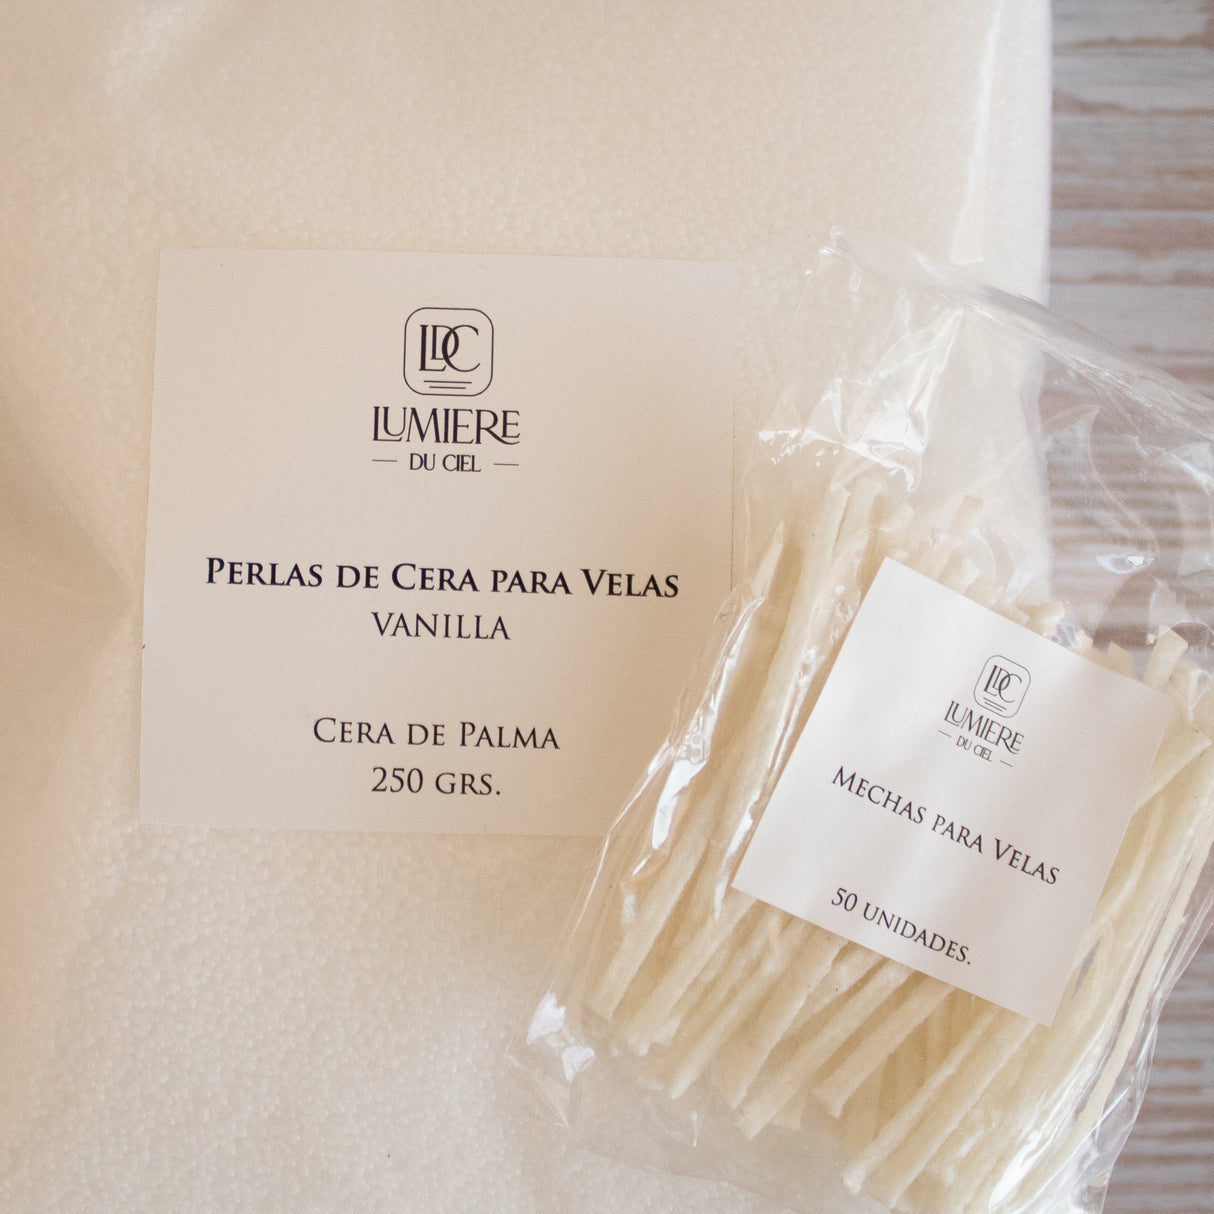 LDC
LUMIERE
DU CIEL
PERLAS DE CERA PARA VELAS
VANILLA
CERA DE PALMA
250 GRS.
LDC
LUMIERE
DU CIEL
MECHAS PARA VELAS
50 UNIDADES.